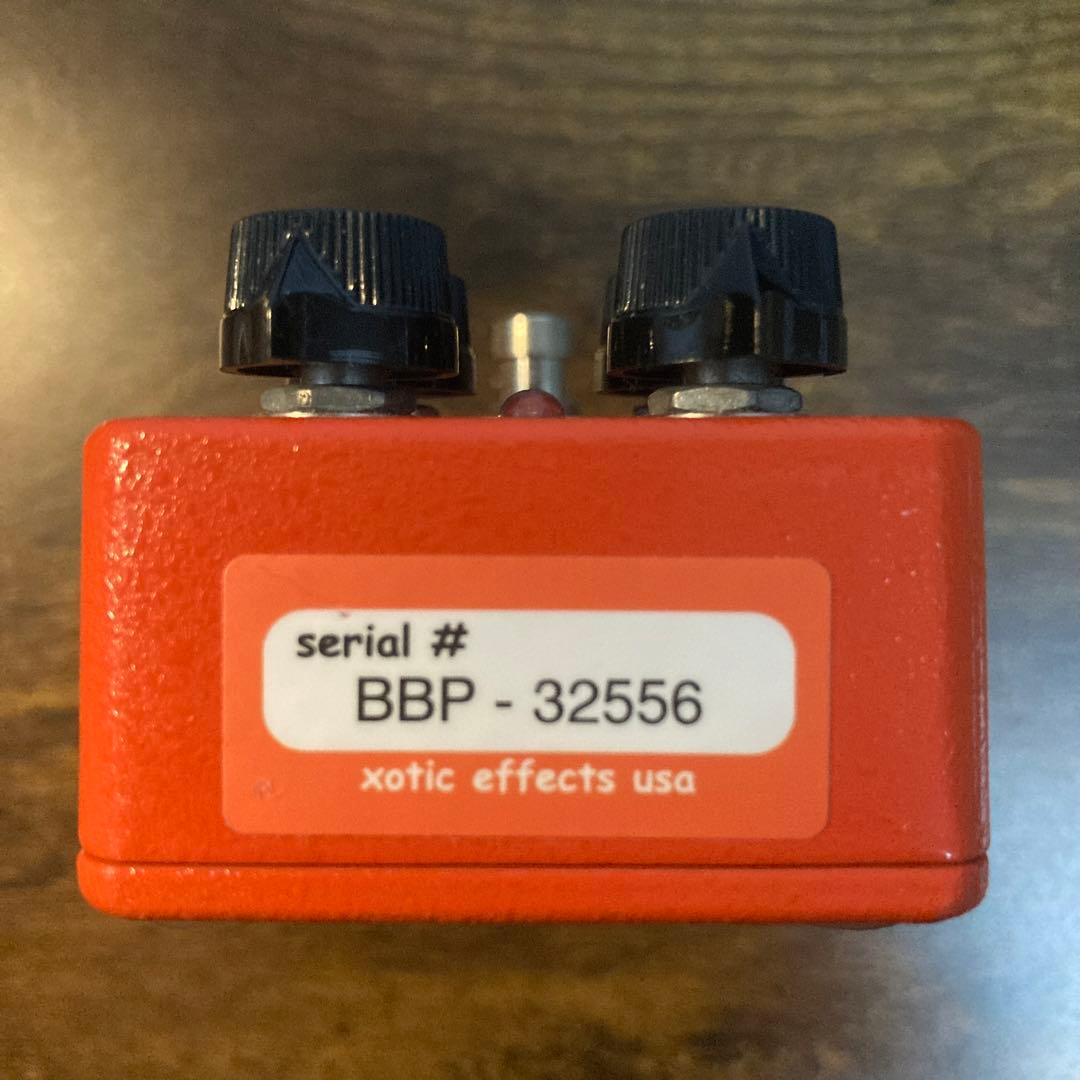 serial #
BBP - 32556
xotic effects usa